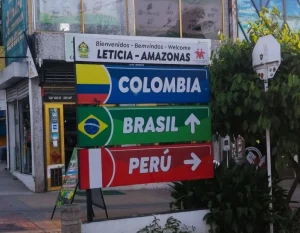 Bienvenidos - Bemvindos - Welcome
LETICIA - AMAZONAS
COLOMBIA
BRASIL
PERÚ